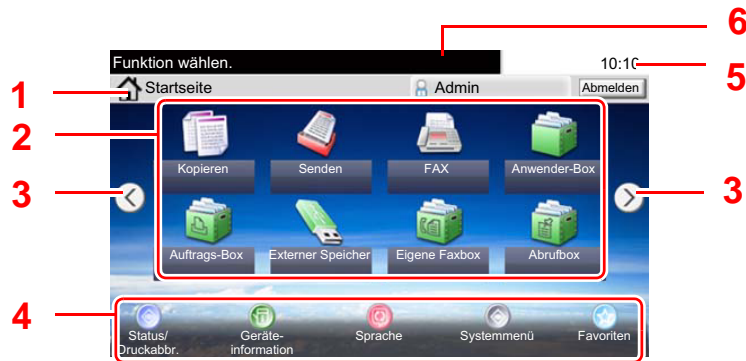 6
Funktion wählen.
10:10
5
1
Startseite
Admin
Abmelden
2
Kopieren
Senden
FAX
Anwender-Box
3
3
Auftrags-Box
Externer Speicher
Eigene Faxbox
Abrufbox
4
Status/
Druckabbr.
Geräte-
information
Sprache
Systemmenü
Favoriten